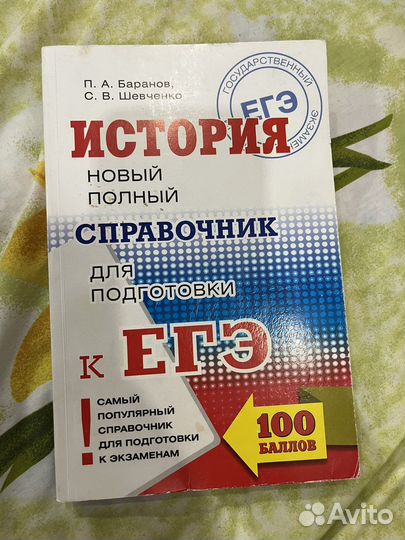 П. А. Баранов,
С. В. Шевченко
ГОСУДАРСТВЕННЫЙ
ЕГЭ
ЭКЗАМЕН
ИСТОРИЯ
НОВЫЙ
ПОЛНЫЙ
СПРАВОЧНИК
ДЛЯ
ПОДГОТОВКИ
К ЕГЭ
!
САМЫЙ
ПОПУЛЯРНЫЙ
СПРАВОЧНИК
ДЛЯ ПОДГОТОВКИ
К ЭКЗАМЕНАМ
100
БАЛЛОВ
Avito